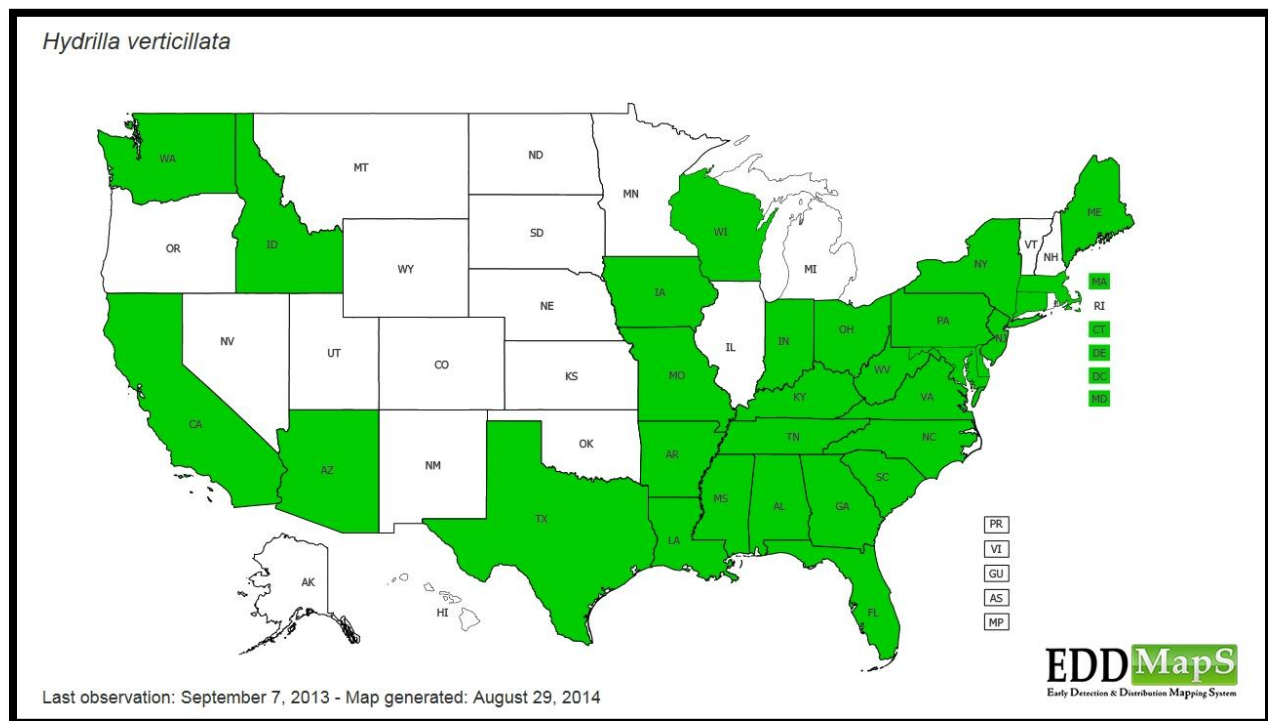 Hydrilla verticillata
WA
MT
ND
MN
OR
ID
WY
SD
WI
MI
NY
VT
NH
ME
NV
UT
CO
NE
KS
IA
IL
IN
OH
PA
NJ
MO
KY
WV
VA
CA
AZ
NM
OK
AR
TN
NC
SC
TX
LA
MS
AL
GA
FL
AK
HI
MA
RI
CT
DE
DC
MD
PR
VI
GU
AS
MP
EDDMapS
Early Detection & Distribution Mapping System
Last observation: September 7, 2013 - Map generated: August 29, 2014